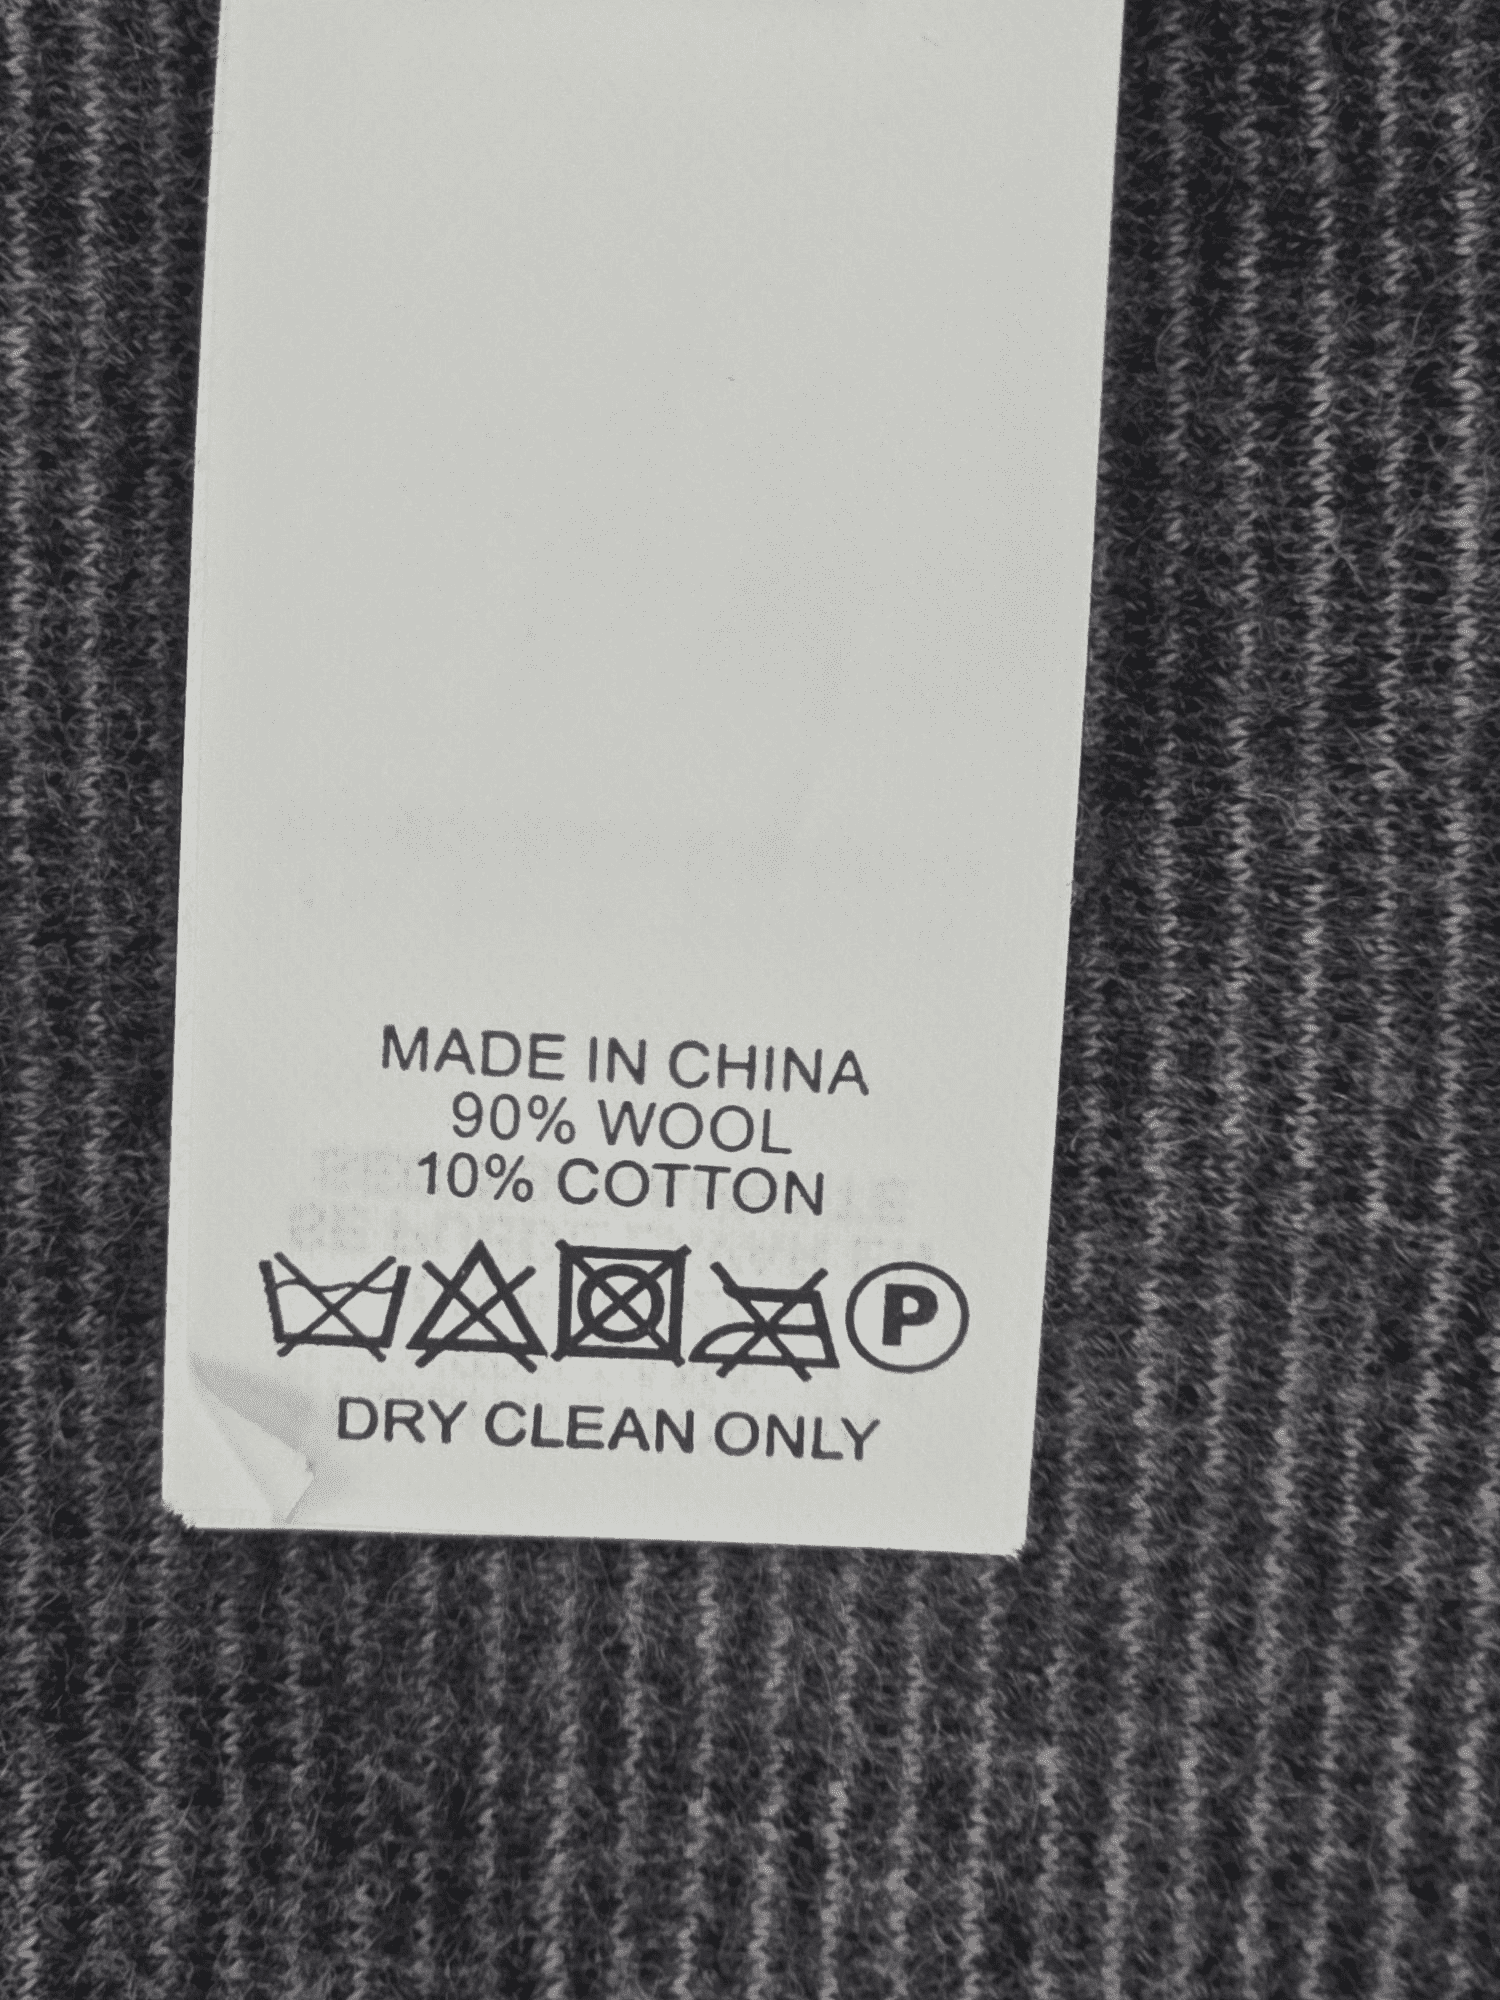 MADE IN CHINA
90% WOOL
10% COTTON
P
DRY CLEAN ONLY